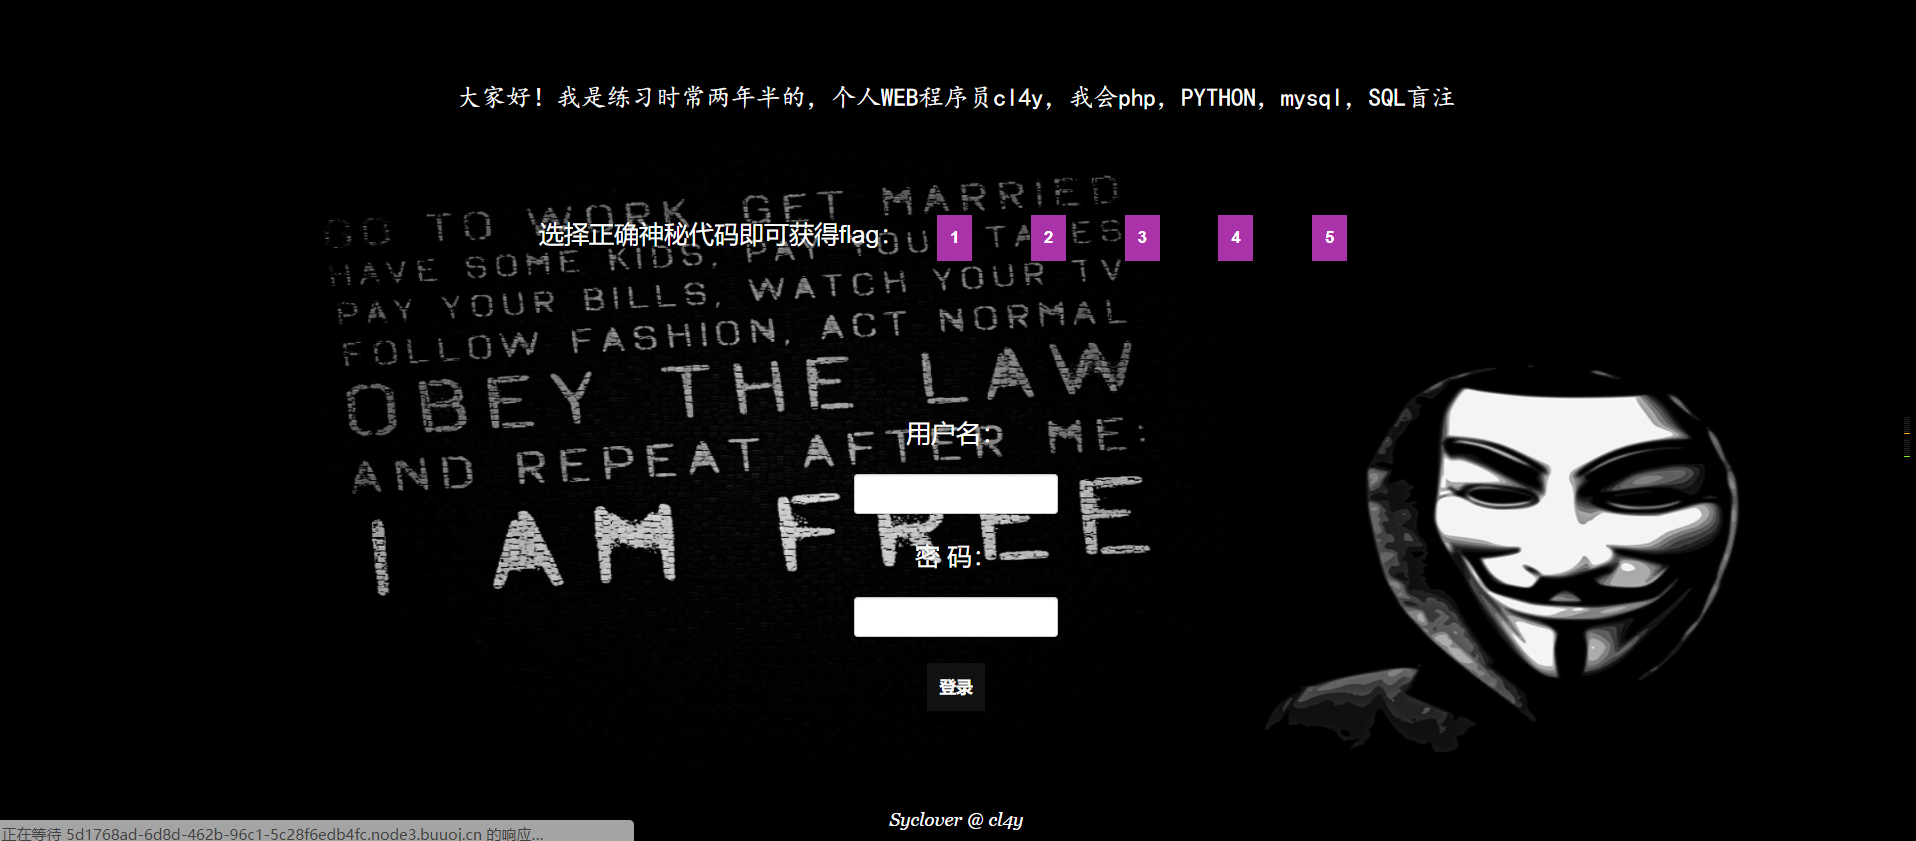 大家好！我是练习时常两年半的，个人WEB程序员cl4y，我会php，PYTHON，mysql，SQL盲注
GO TO WORK, GET MARRIED
选择正确神秘代码即可获得flag： 1 2 3 4 5
HAVE SOME KIDS, PAY YOUR TAXES
PAY YOUR BILLS, WATCH YOUR TV
FOLLOW FASHION, ACT NORMAL
OBEY THE LAW
AND REPEAT AFTER ME:
I AM FREE
用户名：
密 码：
登录
Syclover @ cl4y
正在等待 5d1768ad-6d8d-462b-96c1-5c28f6edb4fc.node3.buuoj.cn 的响应...